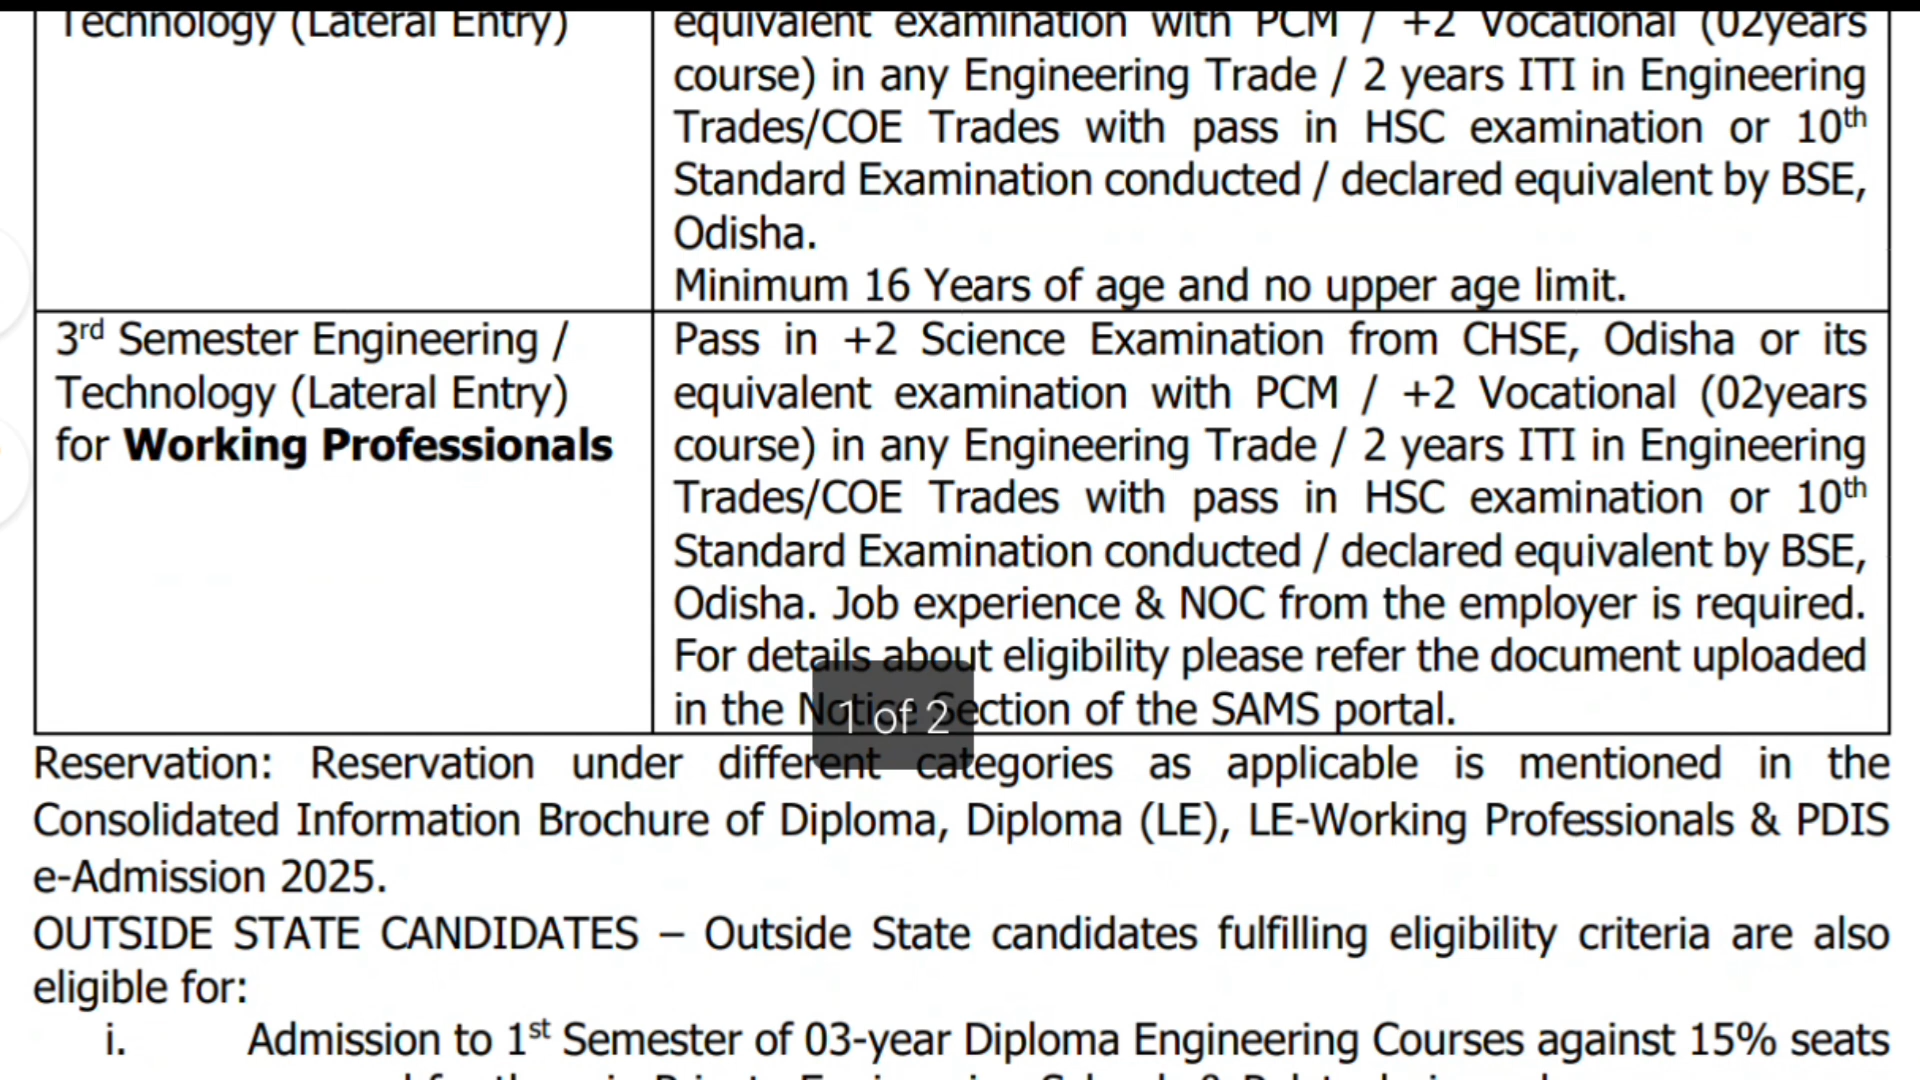 Technology (Lateral Entry)
equivalent examination with PCM / +2 Vocational (02years
course) in any Engineering Trade / 2 years ITI in Engineering
Trades/COE Trades with pass in HSC examination or 10th
Standard Examination conducted / declared equivalent by BSE,
Odisha.
Minimum 16 Years of age and no upper age limit.
3rd Semester Engineering /
Technology (Lateral Entry)
for Working Professionals
Pass in +2 Science Examination from CHSE, Odisha or its
equivalent examination with PCM / +2 Vocational (02years
course) in any Engineering Trade / 2 years ITI in Engineering
Trades/COE Trades with pass in HSC examination or 10th
Standard Examination conducted / declared equivalent by BSE,
Odisha. Job experience & NOC from the employer is required.
For details about eligibility please refer the document uploaded
in the Notice Section of the SAMS portal.
1 of 2
Reservation: Reservation under different categories as applicable is mentioned in the
Consolidated Information Brochure of Diploma, Diploma (LE), LE-Working Professionals & PDIS
e-Admission 2025.
OUTSIDE STATE CANDIDATES – Outside State candidates fulfilling eligibility criteria are also
eligible for:
i. Admission to 1st Semester of 03-year Diploma Engineering Courses against 15% seats